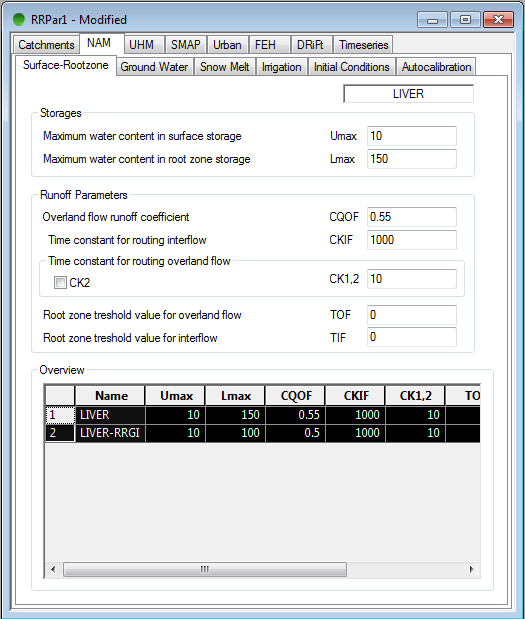 RRPar1 - Modified
Catchments NAM UHM SMAP Urban FEH DRiFt Timeseries
Surface-Rootzone Ground Water Snow Melt Irrigation Initial Conditions Autocalibration
LIVER
Storages
Maximum water content in surface storage Umax 10
Maximum water content in root zone storage Lmax 150
Runoff Parameters
Overland flow runoff coefficient CQOF 0.55
Time constant for routing interflow CKIF 1000
Time constant for routing overland flow
CK2 CK1,2 10
Root zone treshold value for overland flow TOF 0
Root zone treshold value for interflow TIF 0
Overview
Name Umax Lmax CQOF CKIF CK1,2 TO
1 LIVER 10 150 0.55 1000 10
2 LIVER-RRGI 10 100 0.5 1000 10